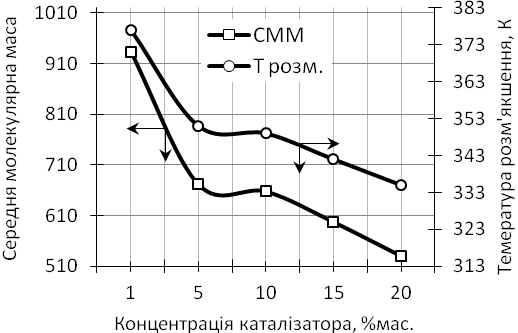 Середня молекулярна маса
1010
910
810
710
610
510
СММ
Т розм.
383
373
363
353
343
333
323
313
Температура розм'якшення, К
1 5 10 15 20
Концентрація каталізатора, %мас.